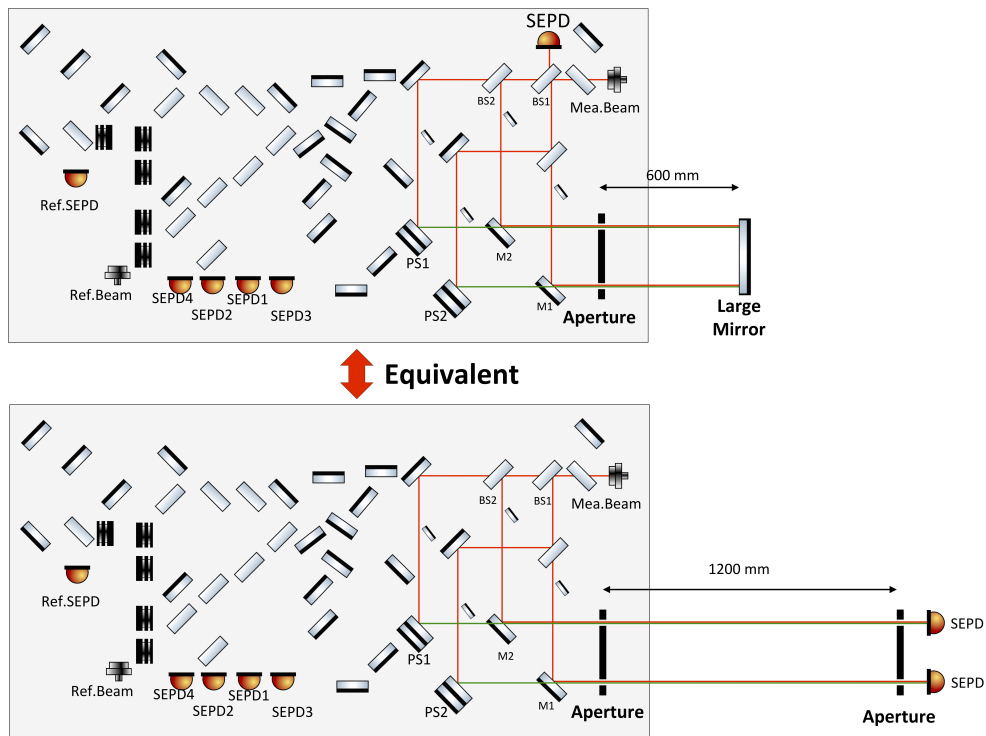 SEPD
BS2
BS1
Mea.Beam
600 mm
Ref.SEPD
PS1
M2
Ref.Beam
SEPD4
SEPD2
SEPD1
SEPD3
PS2
M1
Aperture
Large
Mirror
Equivalent
BS2
BS1
Mea.Beam
1200 mm
Ref.SEPD
SEPD
PS1
M2
Ref.Beam
SEPD4
SEPD2
SEPD1
SEPD3
PS2
M1
SEPD
Aperture
Aperture